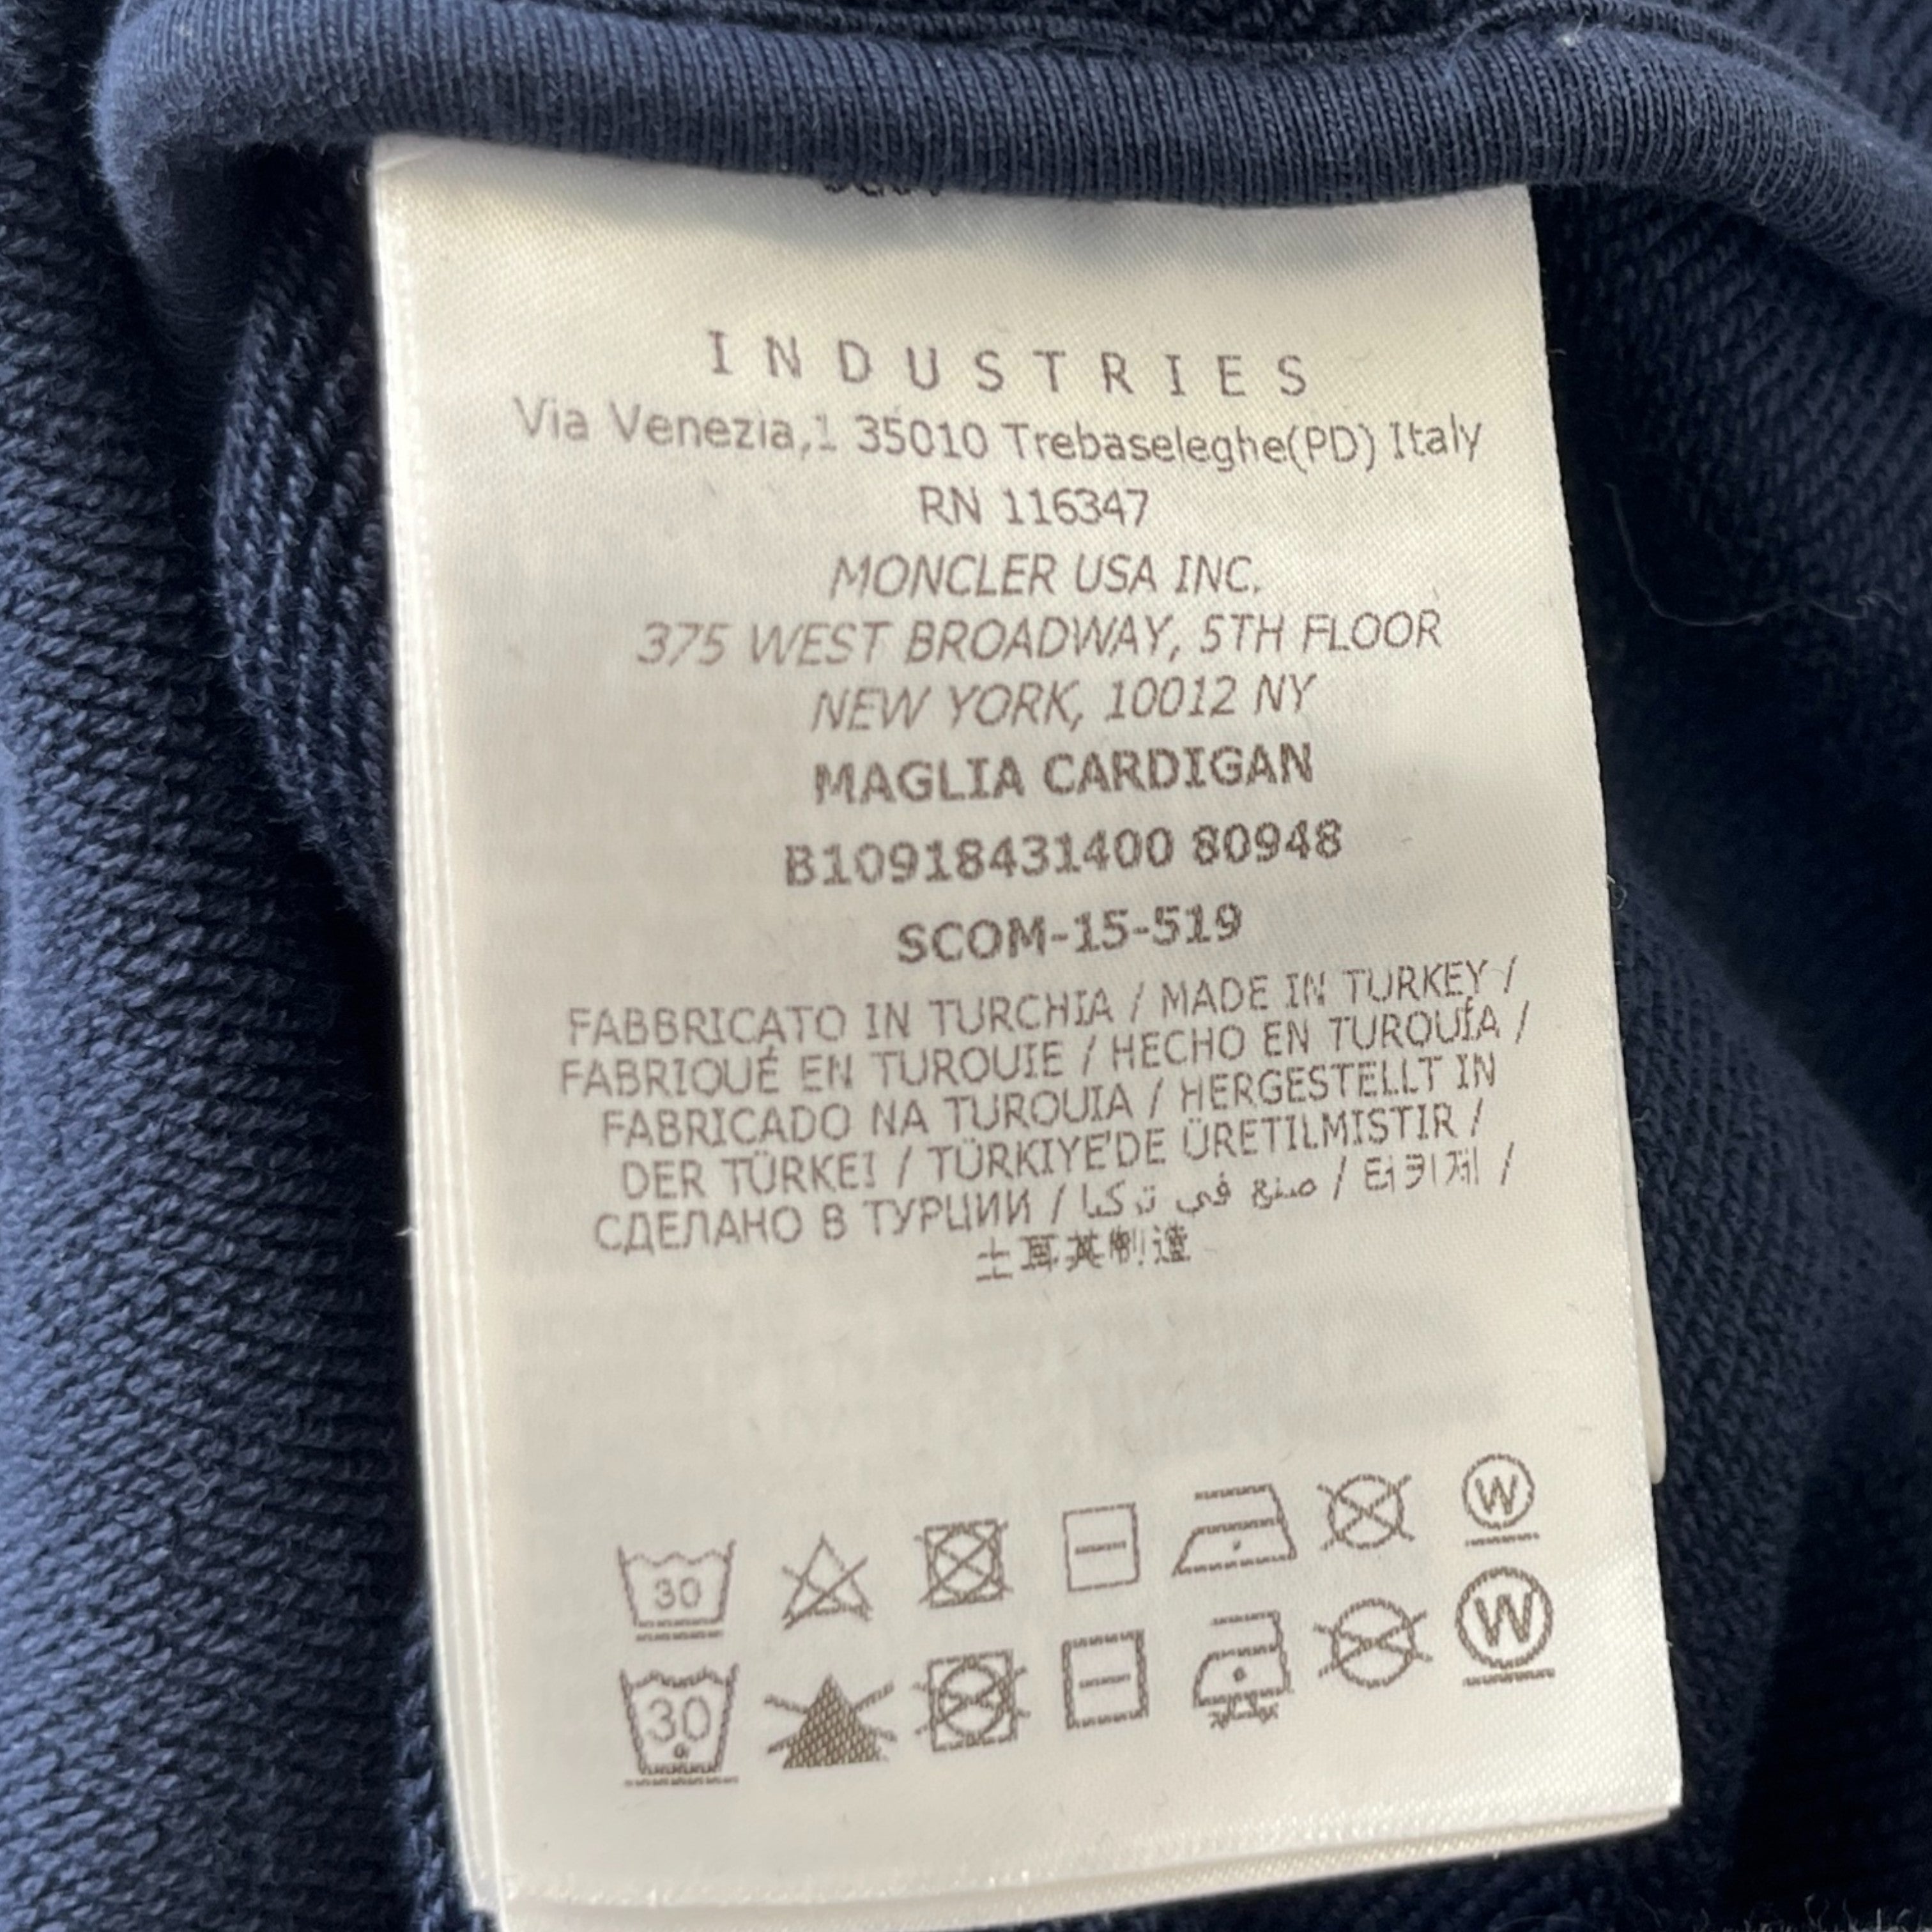 INDUSTRIES
Via Venezia,1 35010 Trebaseleghe(PD) Italy
RN 116347
MONCLER USA INC.
375 WEST BROADWAY, 5TH FLOOR
NEW YORK, 10012 NY
MAGLIA CARDIGAN
B10918431400 80948
SCOM-15-519
FABBRICATO IN TURCHIA / MADE IN TURKEY /
FABRIQUÉ EN TURQUIE / HECHO EN TURQUÍA /
FABRICADO NA TURQUIA / HERGESTELLT IN
DER TÜRKEI / TÜRKIYE'DE ÜRETILMISTIR /
СДЕЛАНО В ТУРЦИИ / صنع في تركيا / 터키제 /
土耳其制造
30 W
30 W